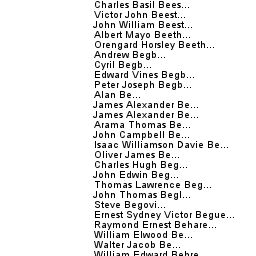 Charles Basil Bees...
Victor John Beest...
John William Beest...
Albert Mayo Beeth...
Orengard Horsley Beeth...
Andrew Begb...
Cyril Begb...
Edward Vines Begb...
Peter Joseph Begb...
Alan Be...
James Alexander Be...
James Alexander Be...
Arama Thomas Be...
John Campbell Be...
Isaac Williamson Davie Be...
Oliver James Be...
Charles Hugh Beg...
John Edwin Beg...
Thomas Lawrence Beg...
John Thomas Begl...
Steve Begovi...
Ernest Sydney Victor Begue...
Raymond Ernest Behare...
William Elwood Be...
Walter Jacob Be...
William Edward Behre...